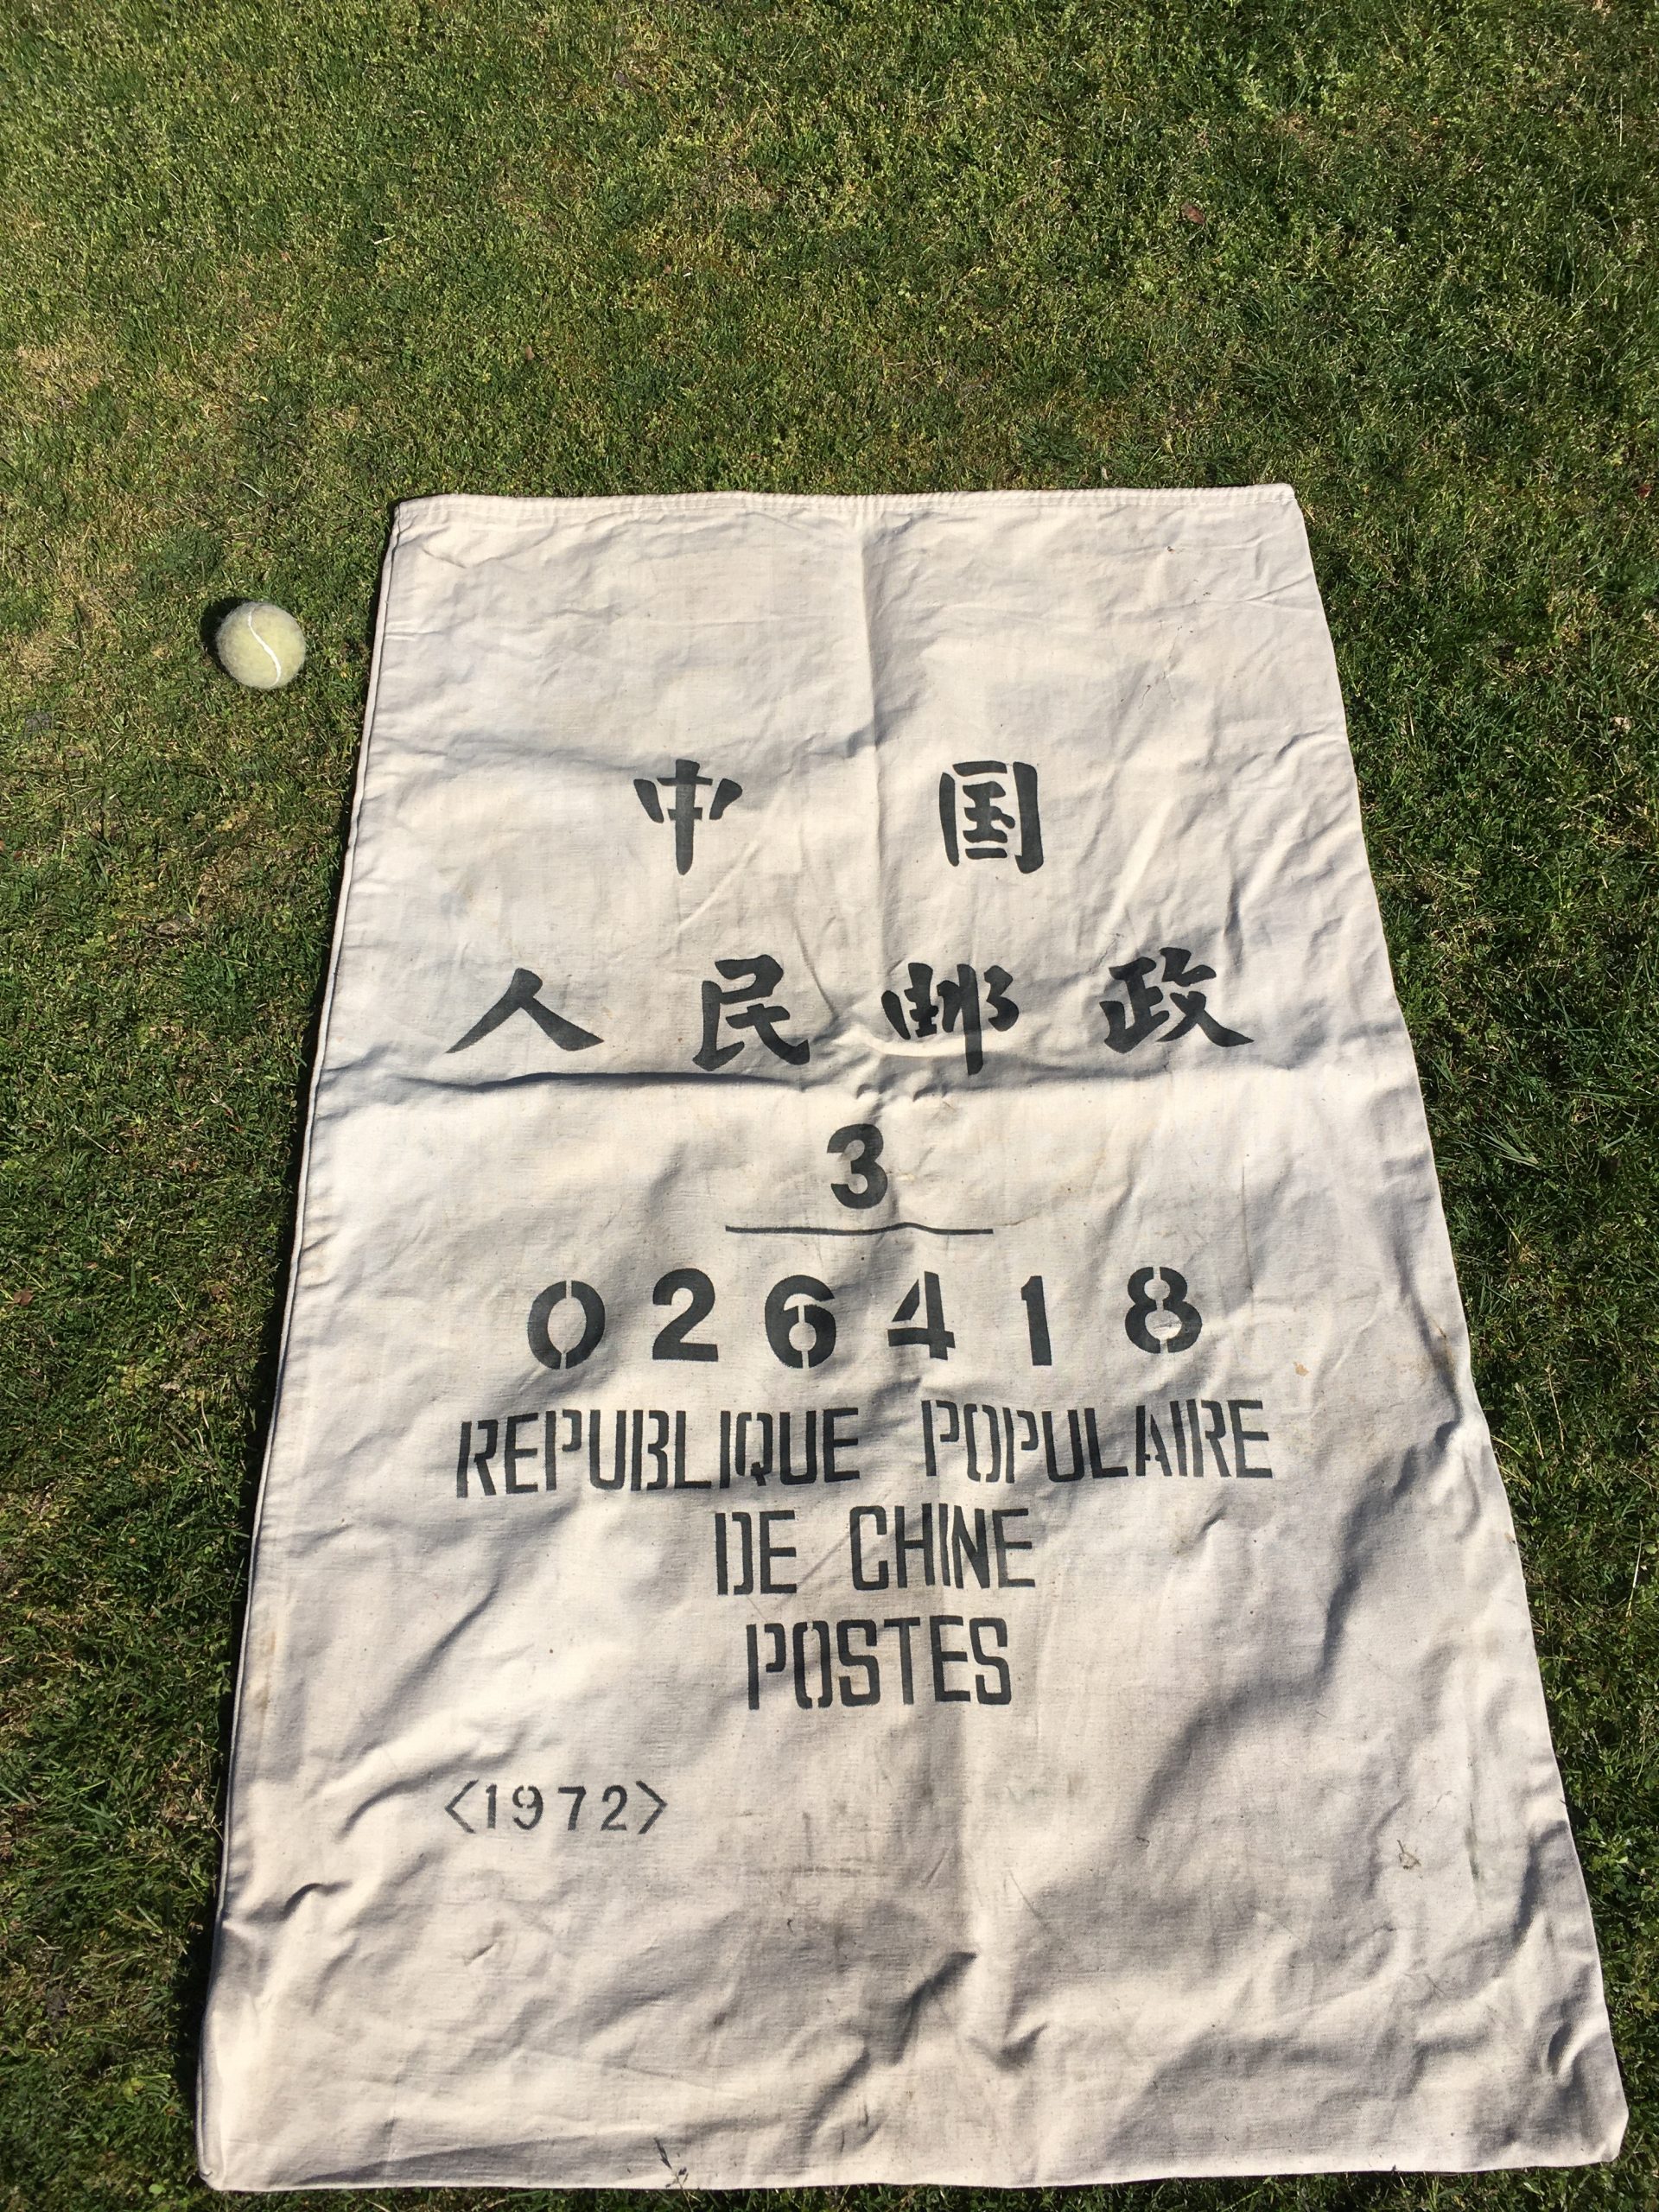 中国
人民邮政
3
026418
REPUBLIQUE POPULAIRE
DE CHINE
POSTES
<1972>